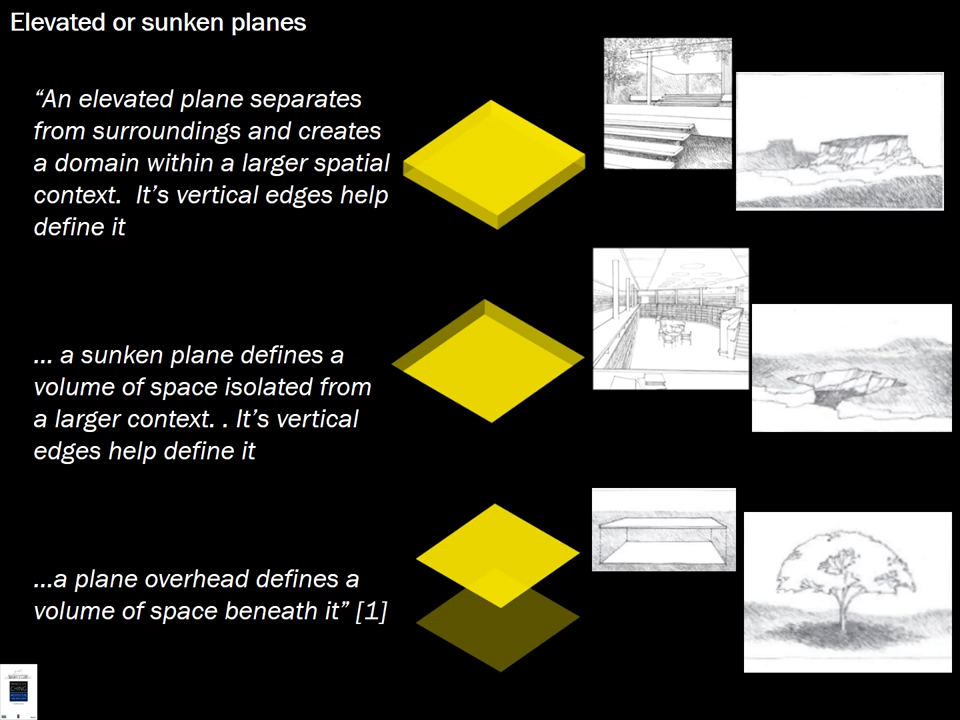 Elevated or sunken planes
“An elevated plane separates
from surroundings and creates
a domain within a larger spatial
context.  It’s vertical edges help
define it
... a sunken plane defines a
volume of space isolated from
a larger context. . It’s vertical
edges help define it
...a plane overhead defines a
volume of space beneath it” [1]
CHING